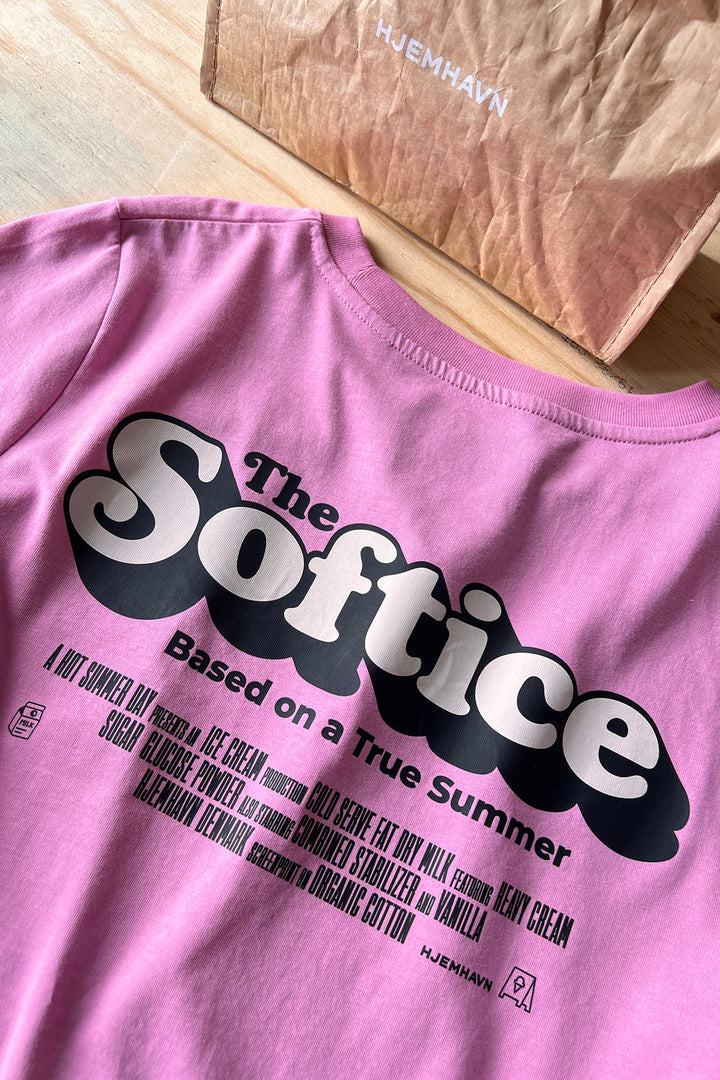 HJEMHAVN
The
Softice
Based on a True Summer
A HOT SUMMER DAY PRESENTS AN ICE CREAM PRODUCTION COLD SERVE FAT DRY MILK FEATURING HEAVY CREAM
SUGAR GLUCOSE POWDER ALSO STARRING COMBINED STABILIZER AND VANILLA
HJEMHAVN DENMARK SCREENPRINT ON ORGANIC COTTON
MILK
HJEMHAVN